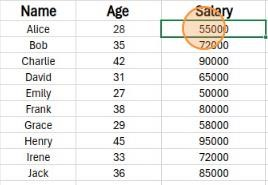 Name Age Salary
Alice 28 55000
Bob 35 72000
Charlie 42 90000
David 31 65000
Emily 27 50000
Frank 38 80000
Grace 29 58000
Henry 45 95000
Irene 33 72000
Jack 36 85000